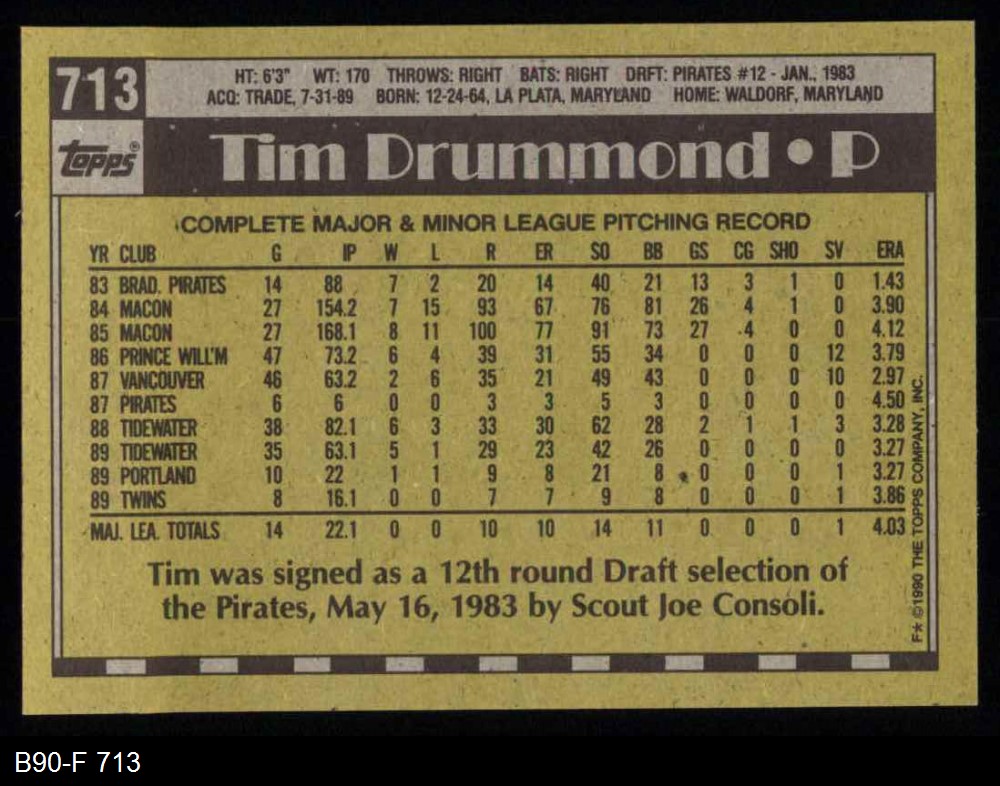 713
HT: 6'3" WT: 170 THROWS: RIGHT BATS: RIGHT DRFT: PIRATES #12 - JAN., 1983
ACQ: TRADE, 7-31-89 BORN: 12-24-64, LA PLATA, MARYLAND HOME: WALDORF, MARYLAND
topps®
Tim Drummond • P
COMPLETE MAJOR & MINOR LEAGUE PITCHING RECORD
YR CLUB G IP W L R ER SO BB GS CG SHO SV ERA
83 BRAD. PIRATES 14 88 7 2 20 14 40 21 13 3 1 0 1.43
84 MACON 27 154.2 7 15 93 67 76 81 26 4 1 0 3.90
85 MACON 27 168.1 8 11 100 77 91 73 27 4 0 0 4.12
86 PRINCE WILL'M 47 73.2 6 4 39 31 55 34 0 0 0 12 3.79
87 VANCOUVER 46 63.2 2 6 35 21 49 43 0 0 0 10 2.97
87 PIRATES 6 6 0 0 3 3 5 3 0 0 0 0 4.50
88 TIDEWATER 38 82.1 6 3 33 30 62 28 2 1 1 3 3.28
89 TIDEWATER 35 63.1 5 1 29 23 42 26 0 0 0 0 3.27
89 PORTLAND 10 22 1 1 9 8 21 8 0 0 0 1 3.27
89 TWINS 8 16.1 0 0 7 7 9 8 0 0 0 1 3.86
MAJ. LEA. TOTALS 14 22.1 0 0 10 10 14 11 0 0 0 1 4.03
Tim was signed as a 12th round Draft selection of
the Pirates, May 16, 1983 by Scout Joe Consoli.
F★ ©1990 THE TOPPS COMPANY, INC.
B90-F 713